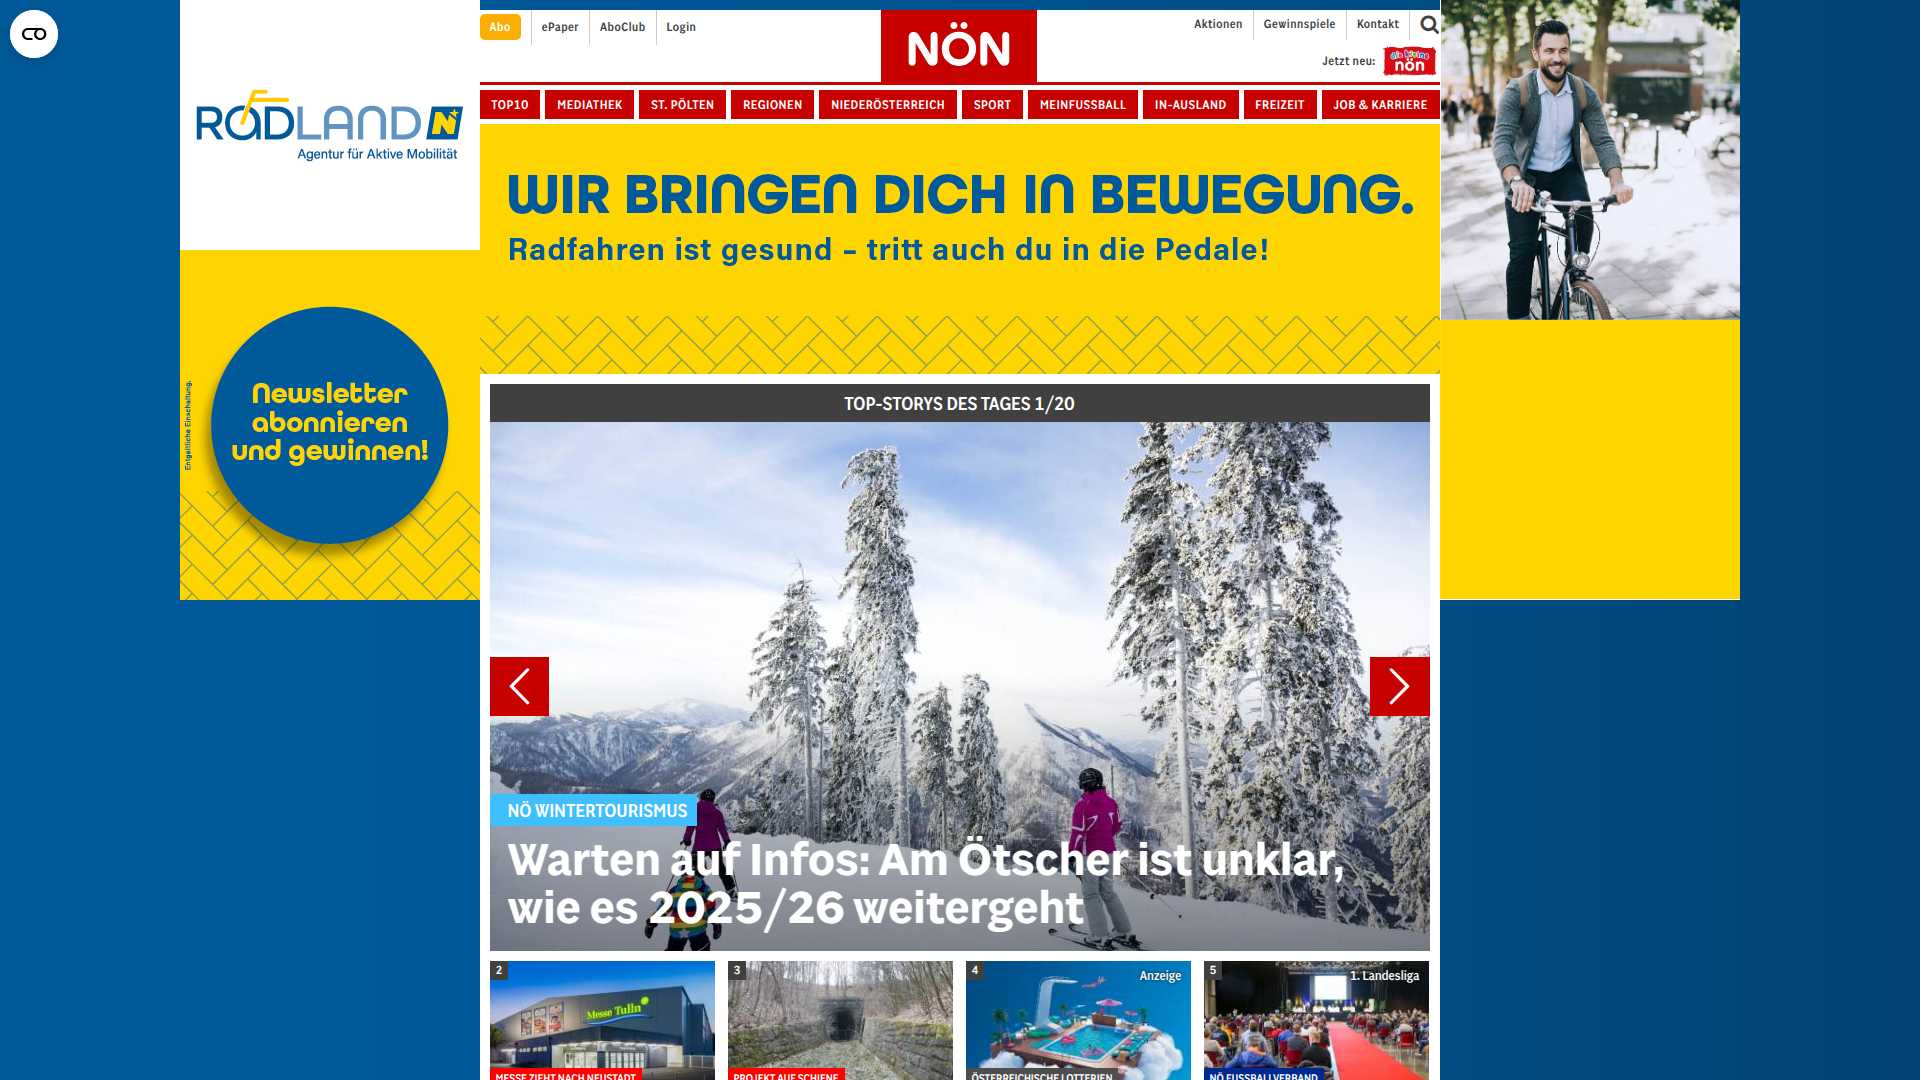 Abo
ePaper
AboClub
Login
NÖN
Aktionen
Gewinnspiele
Kontakt
Jetzt neu:
die kleine
nön
TOP10
MEDIATHEK
ST. PÖLTEN
REGIONEN
NIEDERÖSTERREICH
SPORT
MEINFUSSBALL
IN-AUSLAND
FREIZEIT
JOB & KARRIERE
RADLAND N
Agentur für Aktive Mobilität
WIR BRINGEN DICH IN BEWEGUNG.
Radfahren ist gesund – tritt auch du in die Pedale!
Entgeltliche Einschaltung.
Newsletter
abonnieren
und gewinnen!
TOP-STORYS DES TAGES 1/20
NÖ WINTERTOURISMUS
Warten auf Infos: Am Ötscher ist unklar,
wie es 2025/26 weitergeht
2
Messe Tulln
MESSE ZIEHT NACH NEUSTADT
3
PROJEKT AUF SCHIENE
4
Anzeige
ÖSTERREICHISCHE LOTTERIEN
5
1. Landesliga
NÖ FUSSBALLVERBAND